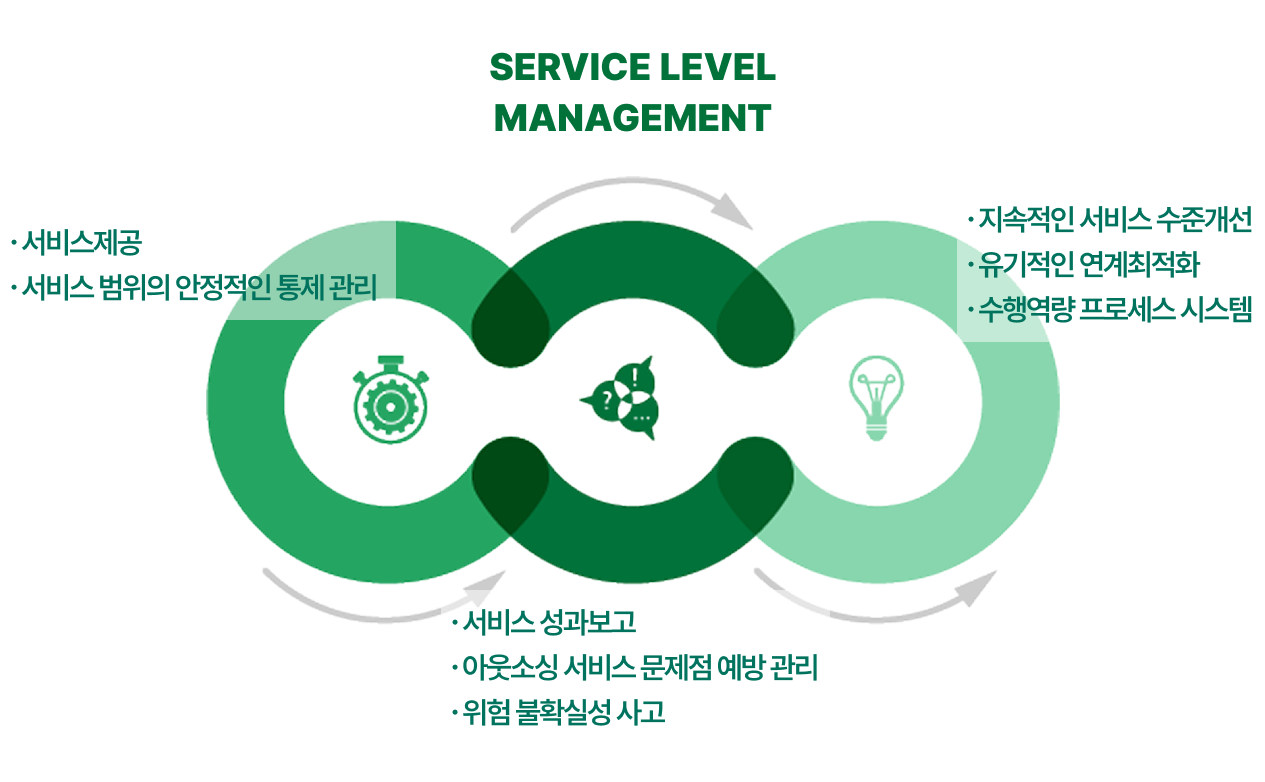 SERVICE LEVEL
MANAGEMENT
· 서비스제공
· 서비스 범위의 안정적인 통제 관리
· 지속적인 서비스 수준개선
· 유기적인 연계최적화
· 수행역량 프로세스 시스템
? ! ...
· 서비스 성과보고
· 아웃소싱 서비스 문제점 예방 관리
· 위험 불확실성 사고